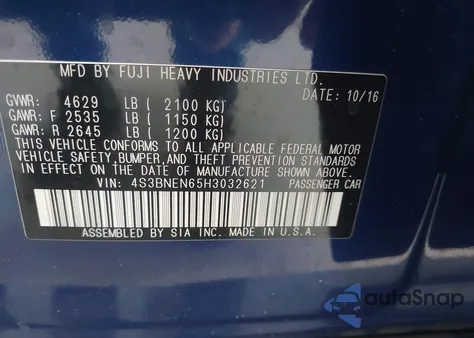 MFD BY FUJI HEAVY INDUSTRIES LTD.
DATE: 10/16
GVWR: 4629 LB ( 2100 KG)
GAWR: F 2535 LB ( 1150 KG)
GAWR: R 2645 LB ( 1200 KG)
THIS VEHICLE CONFORMS TO ALL APPLICABLE FEDERAL MOTOR
VEHICLE SAFETY, BUMPER, AND THEFT PREVENTION STANDARDS
IN EFFECT ON THE DATE OF MANUFACTURE SHOWN ABOVE.
VIN: 4S3BNEN65H3032621 PASSENGER CAR
ASSEMBLED BY SIA INC. MADE IN U.S.A.
autoSnap